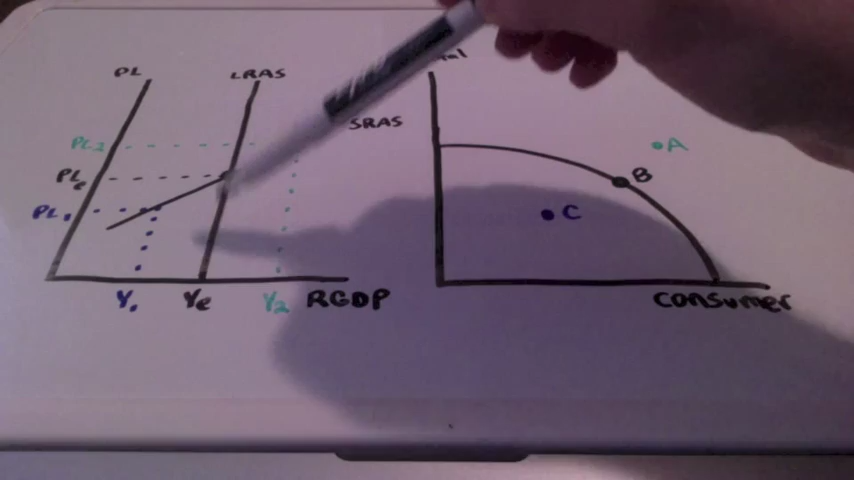 PL
LRAS
SRAS
PL2
PLe
PL1
Y1
Ye
Y2
RGDP
A
B
C
Consumer